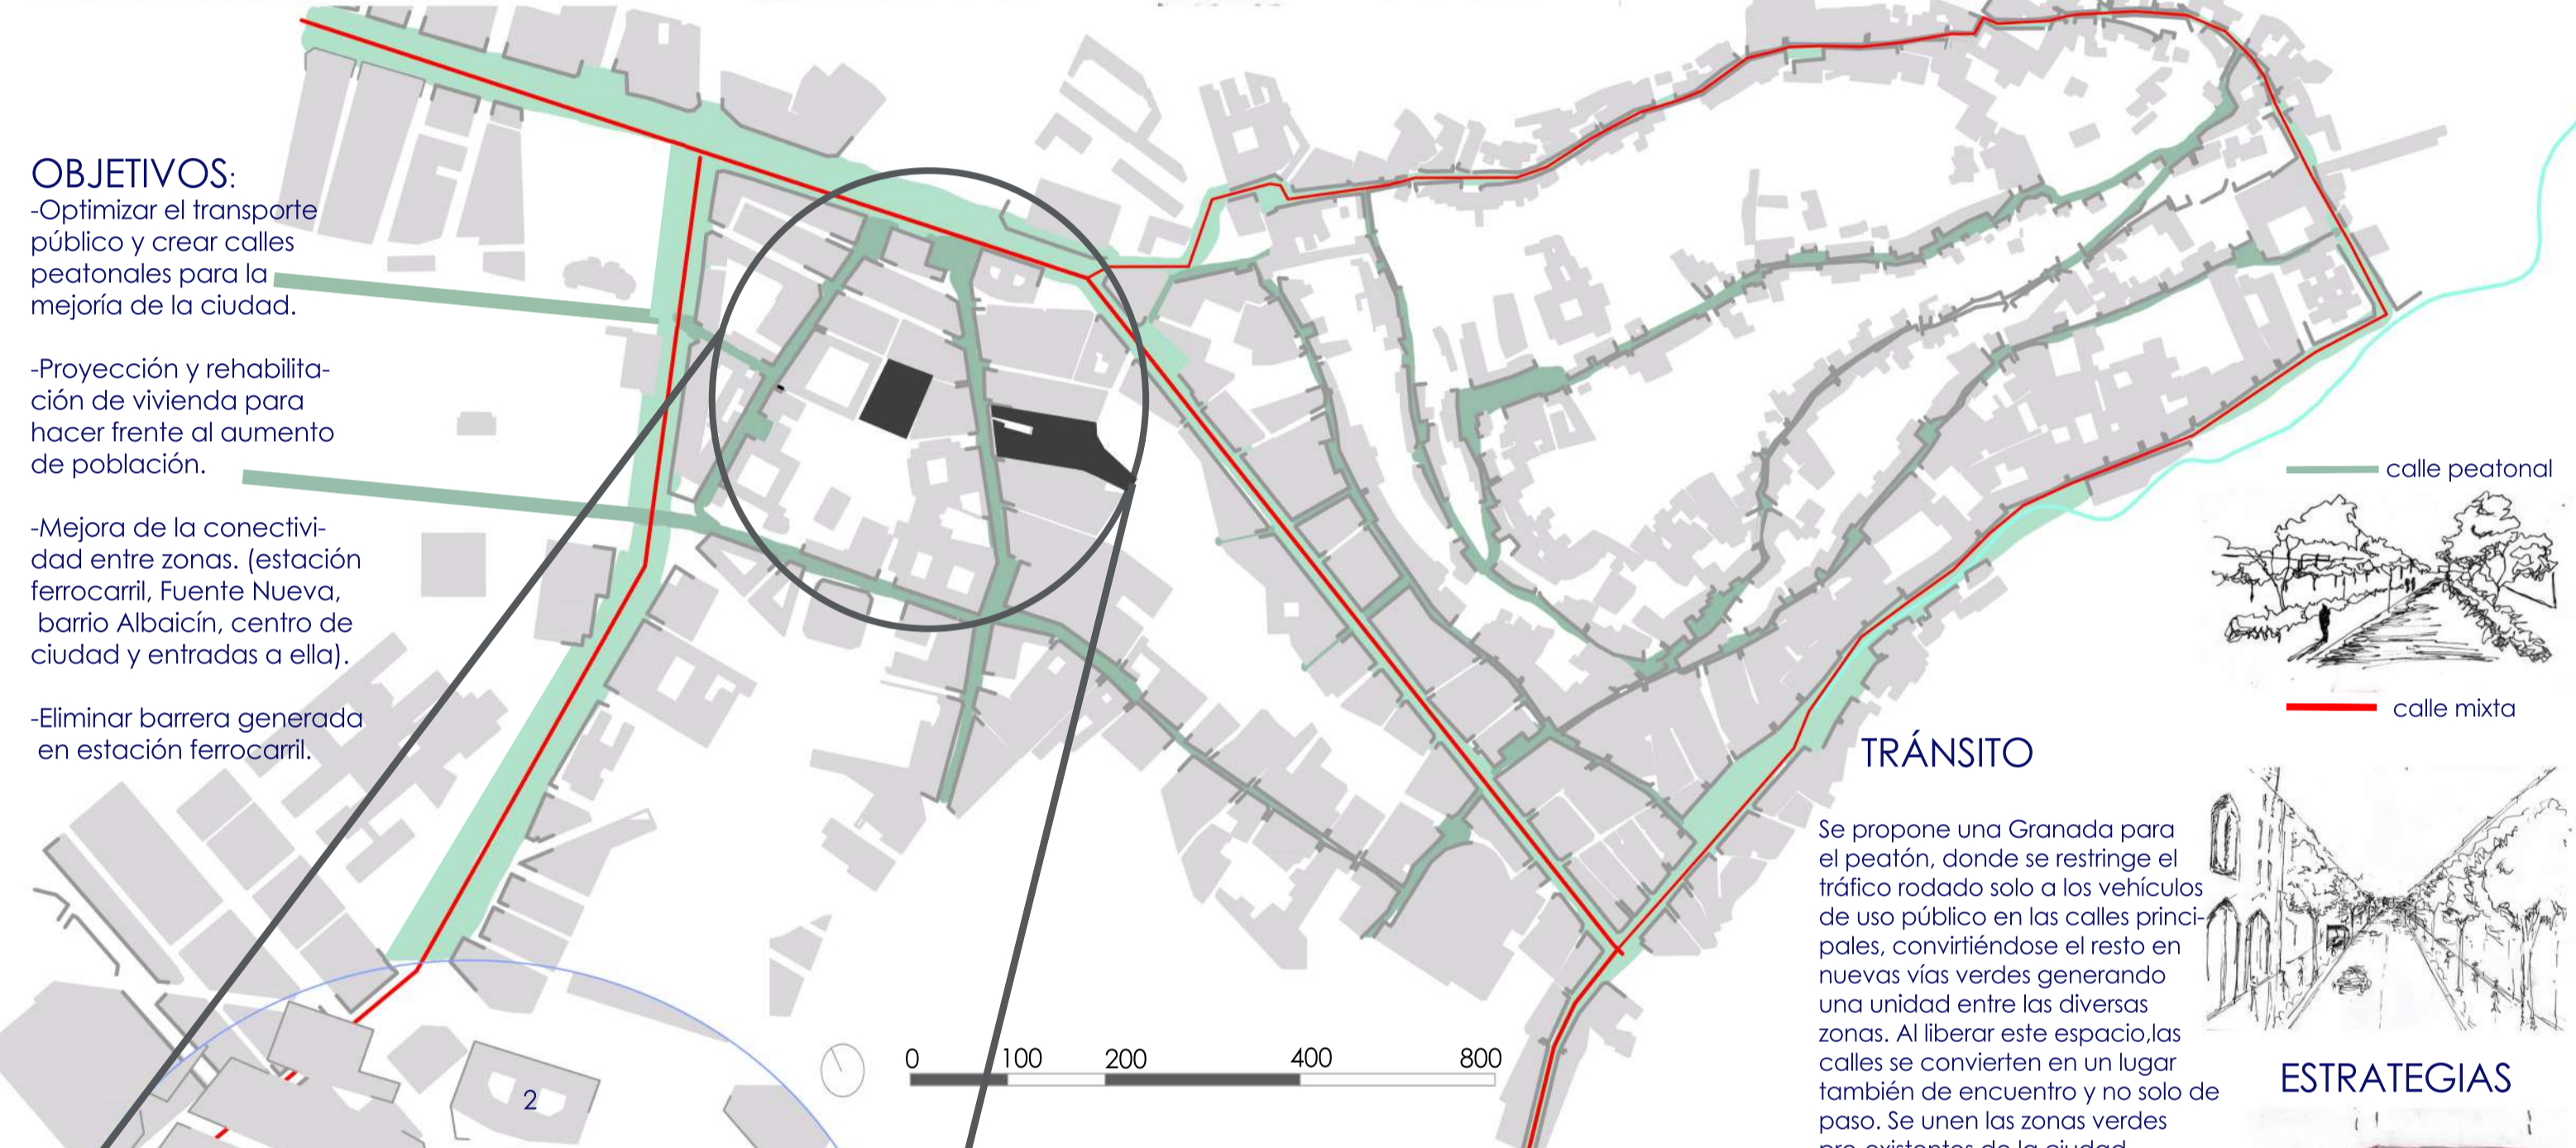 OBJETIVOS:
-Optimizar el transporte
público y crear calles
peatonales para la
mejoría de la ciudad.
-Proyección y rehabilita-
ción de vivienda para
hacer frente al aumento
de población.
-Mejora de la conectivi-
dad entre zonas. (estación
ferrocarril, Fuente Nueva,
barrio Albaicín, centro de
ciudad y entradas a ella).
-Eliminar barrera generada
en estación ferrocarril.
2
0 100 200 400 800
calle peatonal
calle mixta
TRÁNSITO
Se propone una Granada para
el peatón, donde se restringe el
tráfico rodado solo a los vehículos
de uso público en las calles princi-
pales, convirtiéndose el resto en
nuevas vías verdes generando
una unidad entre las diversas
zonas. Al liberar este espacio,las
calles se convierten en un lugar
también de encuentro y no solo de
paso. Se unen las zonas verdes
ESTRATEGIAS